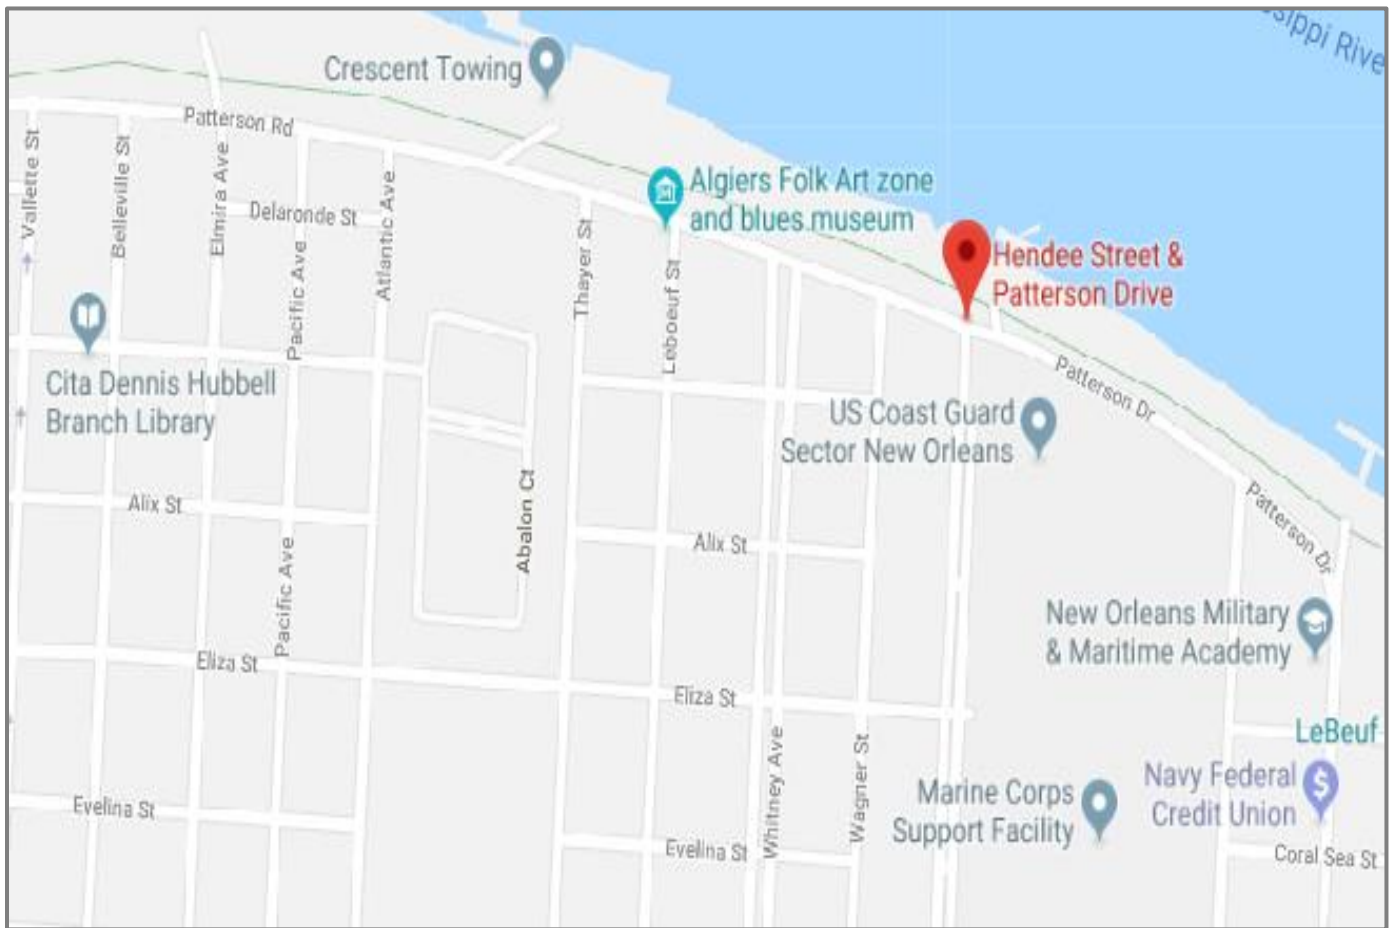 ssippi Rive
Crescent Towing
Patterson Rd
Vallette St
Belleville St
Elmira Ave
Delaronde St
Pacific Ave
Atlantic Ave
Algiers Folk Art zone
and blues museum
Thayer St
Leboeuf St
Hendee Street &
Patterson Drive
Cita Dennis Hubbell
Branch Library
Patterson Dr
US Coast Guard
Sector New Orleans
Abalon Ct
Alix St
Alix St
Patterson Dr
Pacific Ave
New Orleans Military
& Maritime Academy
Eliza St
Eliza St
LeBeuf
Whitney Ave
Wagner St
Navy Federal
Credit Union
Marine Corps
Support Facility
Evelina St
Evelina St
Coral Sea St